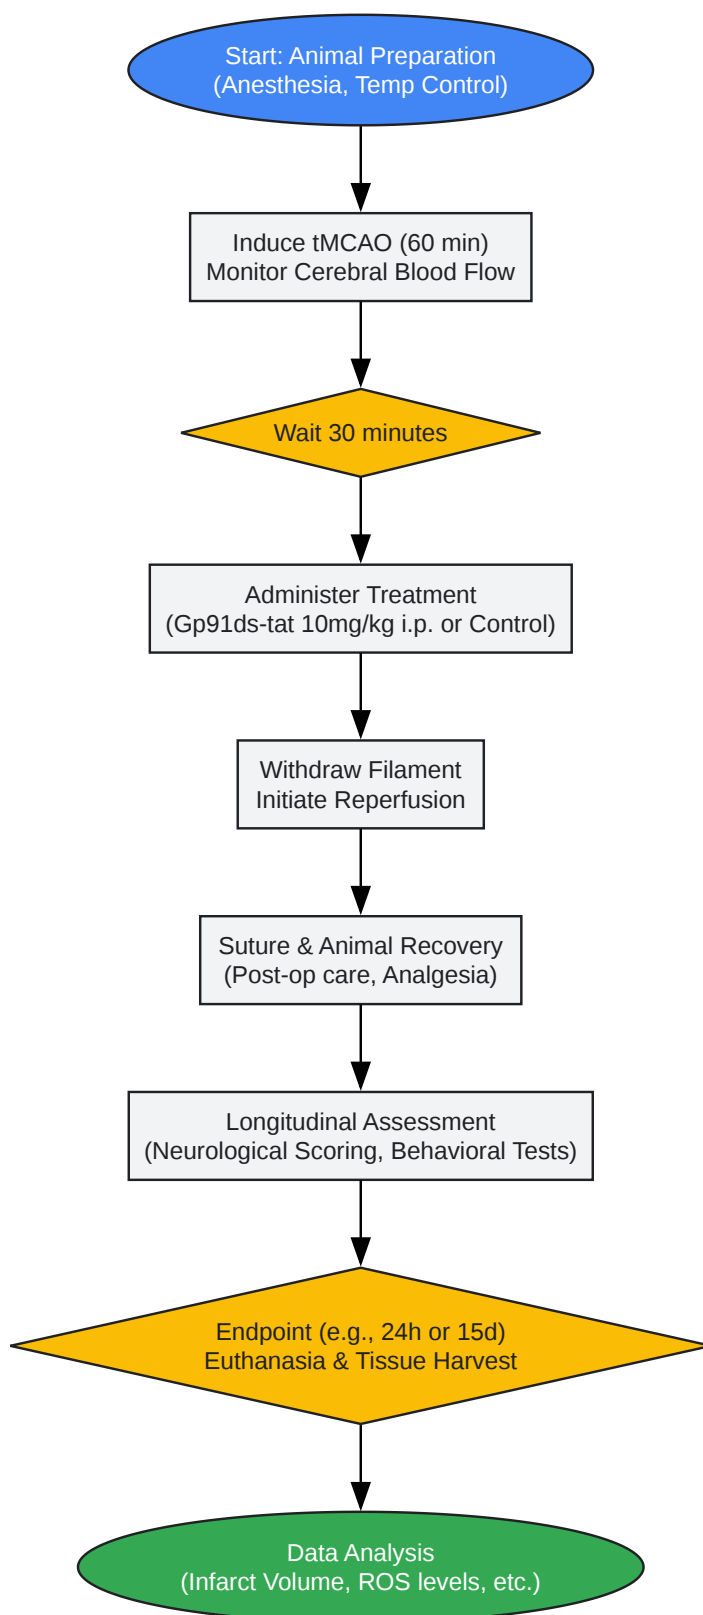 Start: Animal Preparation
(Anesthesia, Temp Control)
Induce tMCAO (60 min)
Monitor Cerebral Blood Flow
Wait 30 minutes
Administer Treatment
(Gp91ds-tat 10mg/kg i.p. or Control)
Withdraw Filament
Initiate Reperfusion
Suture & Animal Recovery
(Post-op care, Analgesia)
Longitudinal Assessment
(Neurological Scoring, Behavioral Tests)
Endpoint (e.g., 24h or 15d)
Euthanasia & Tissue Harvest
Data Analysis
(Infarct Volume, ROS levels, etc.)